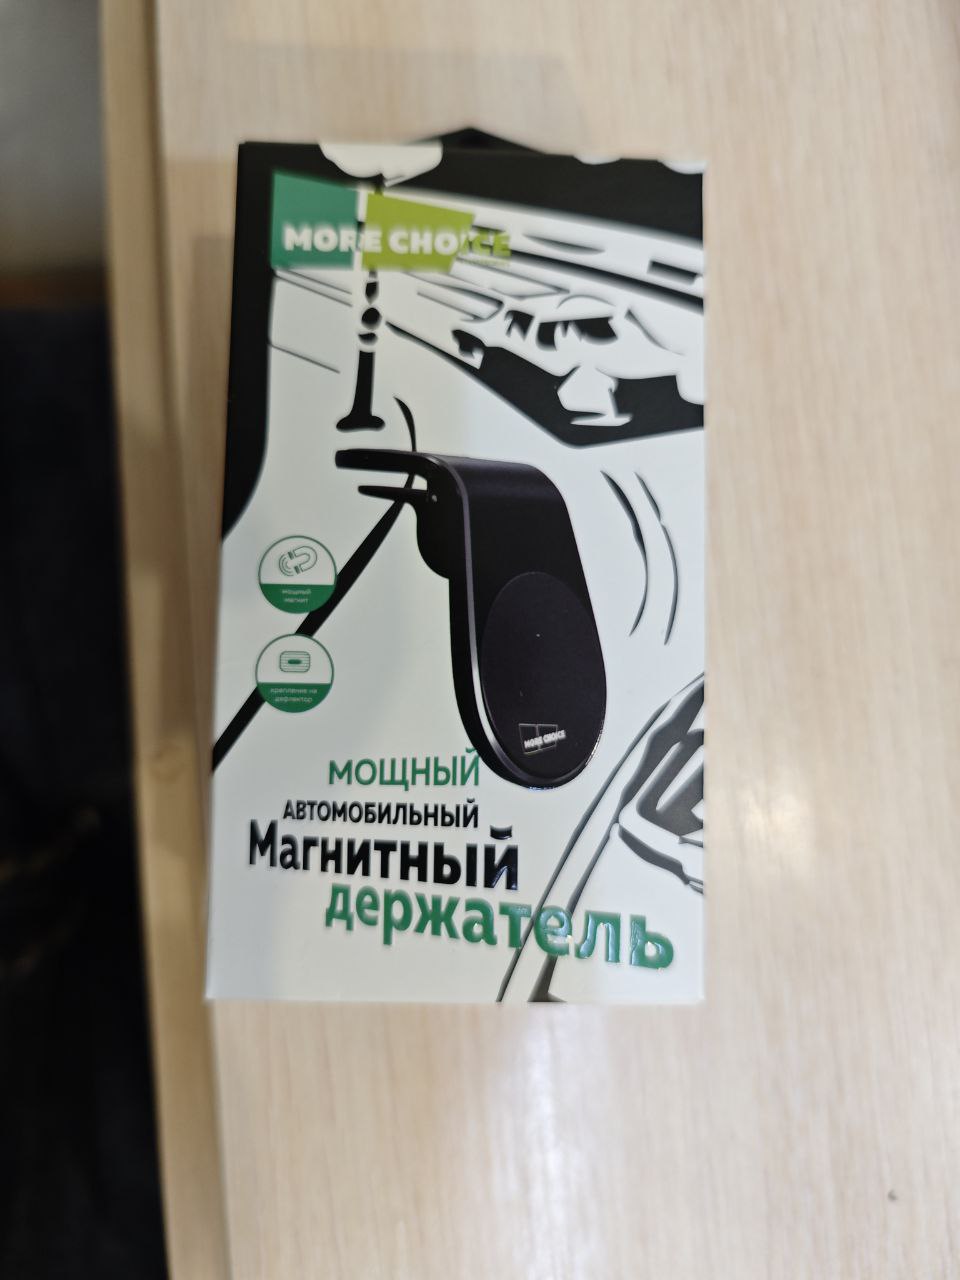 MORE CHOICE
мощный
магнит
крепление на
дефлектор
MORE CHOICE
мощный
автомобильный
Магнитный
держатель